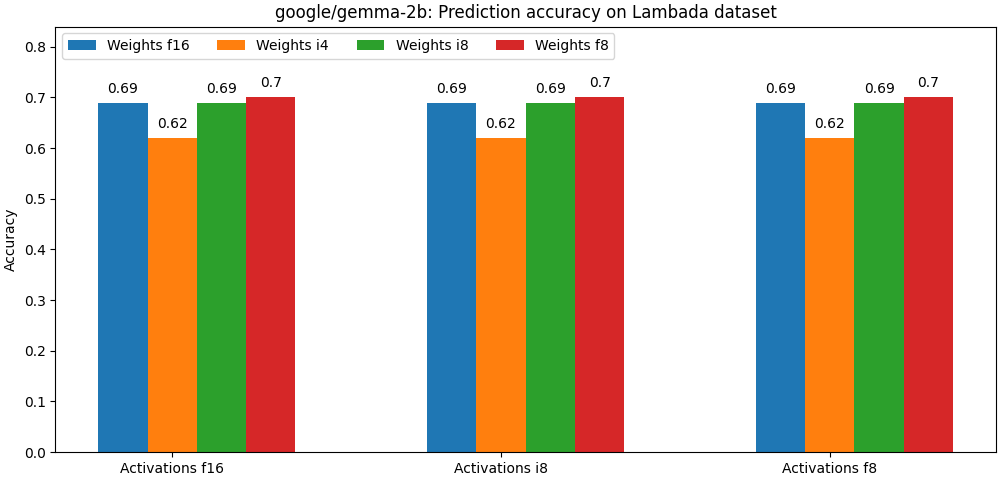 google/gemma-2b: Prediction accuracy on Lambada dataset
Weights f16 Weights i4 Weights i8 Weights f8
0.8
0.7
0.6
0.5
0.4
0.3
0.2
0.1
0.0
Accuracy
0.69 0.62 0.69 0.7
0.69 0.62 0.69 0.7
0.69 0.62 0.69 0.7
Activations f16 Activations i8 Activations f8